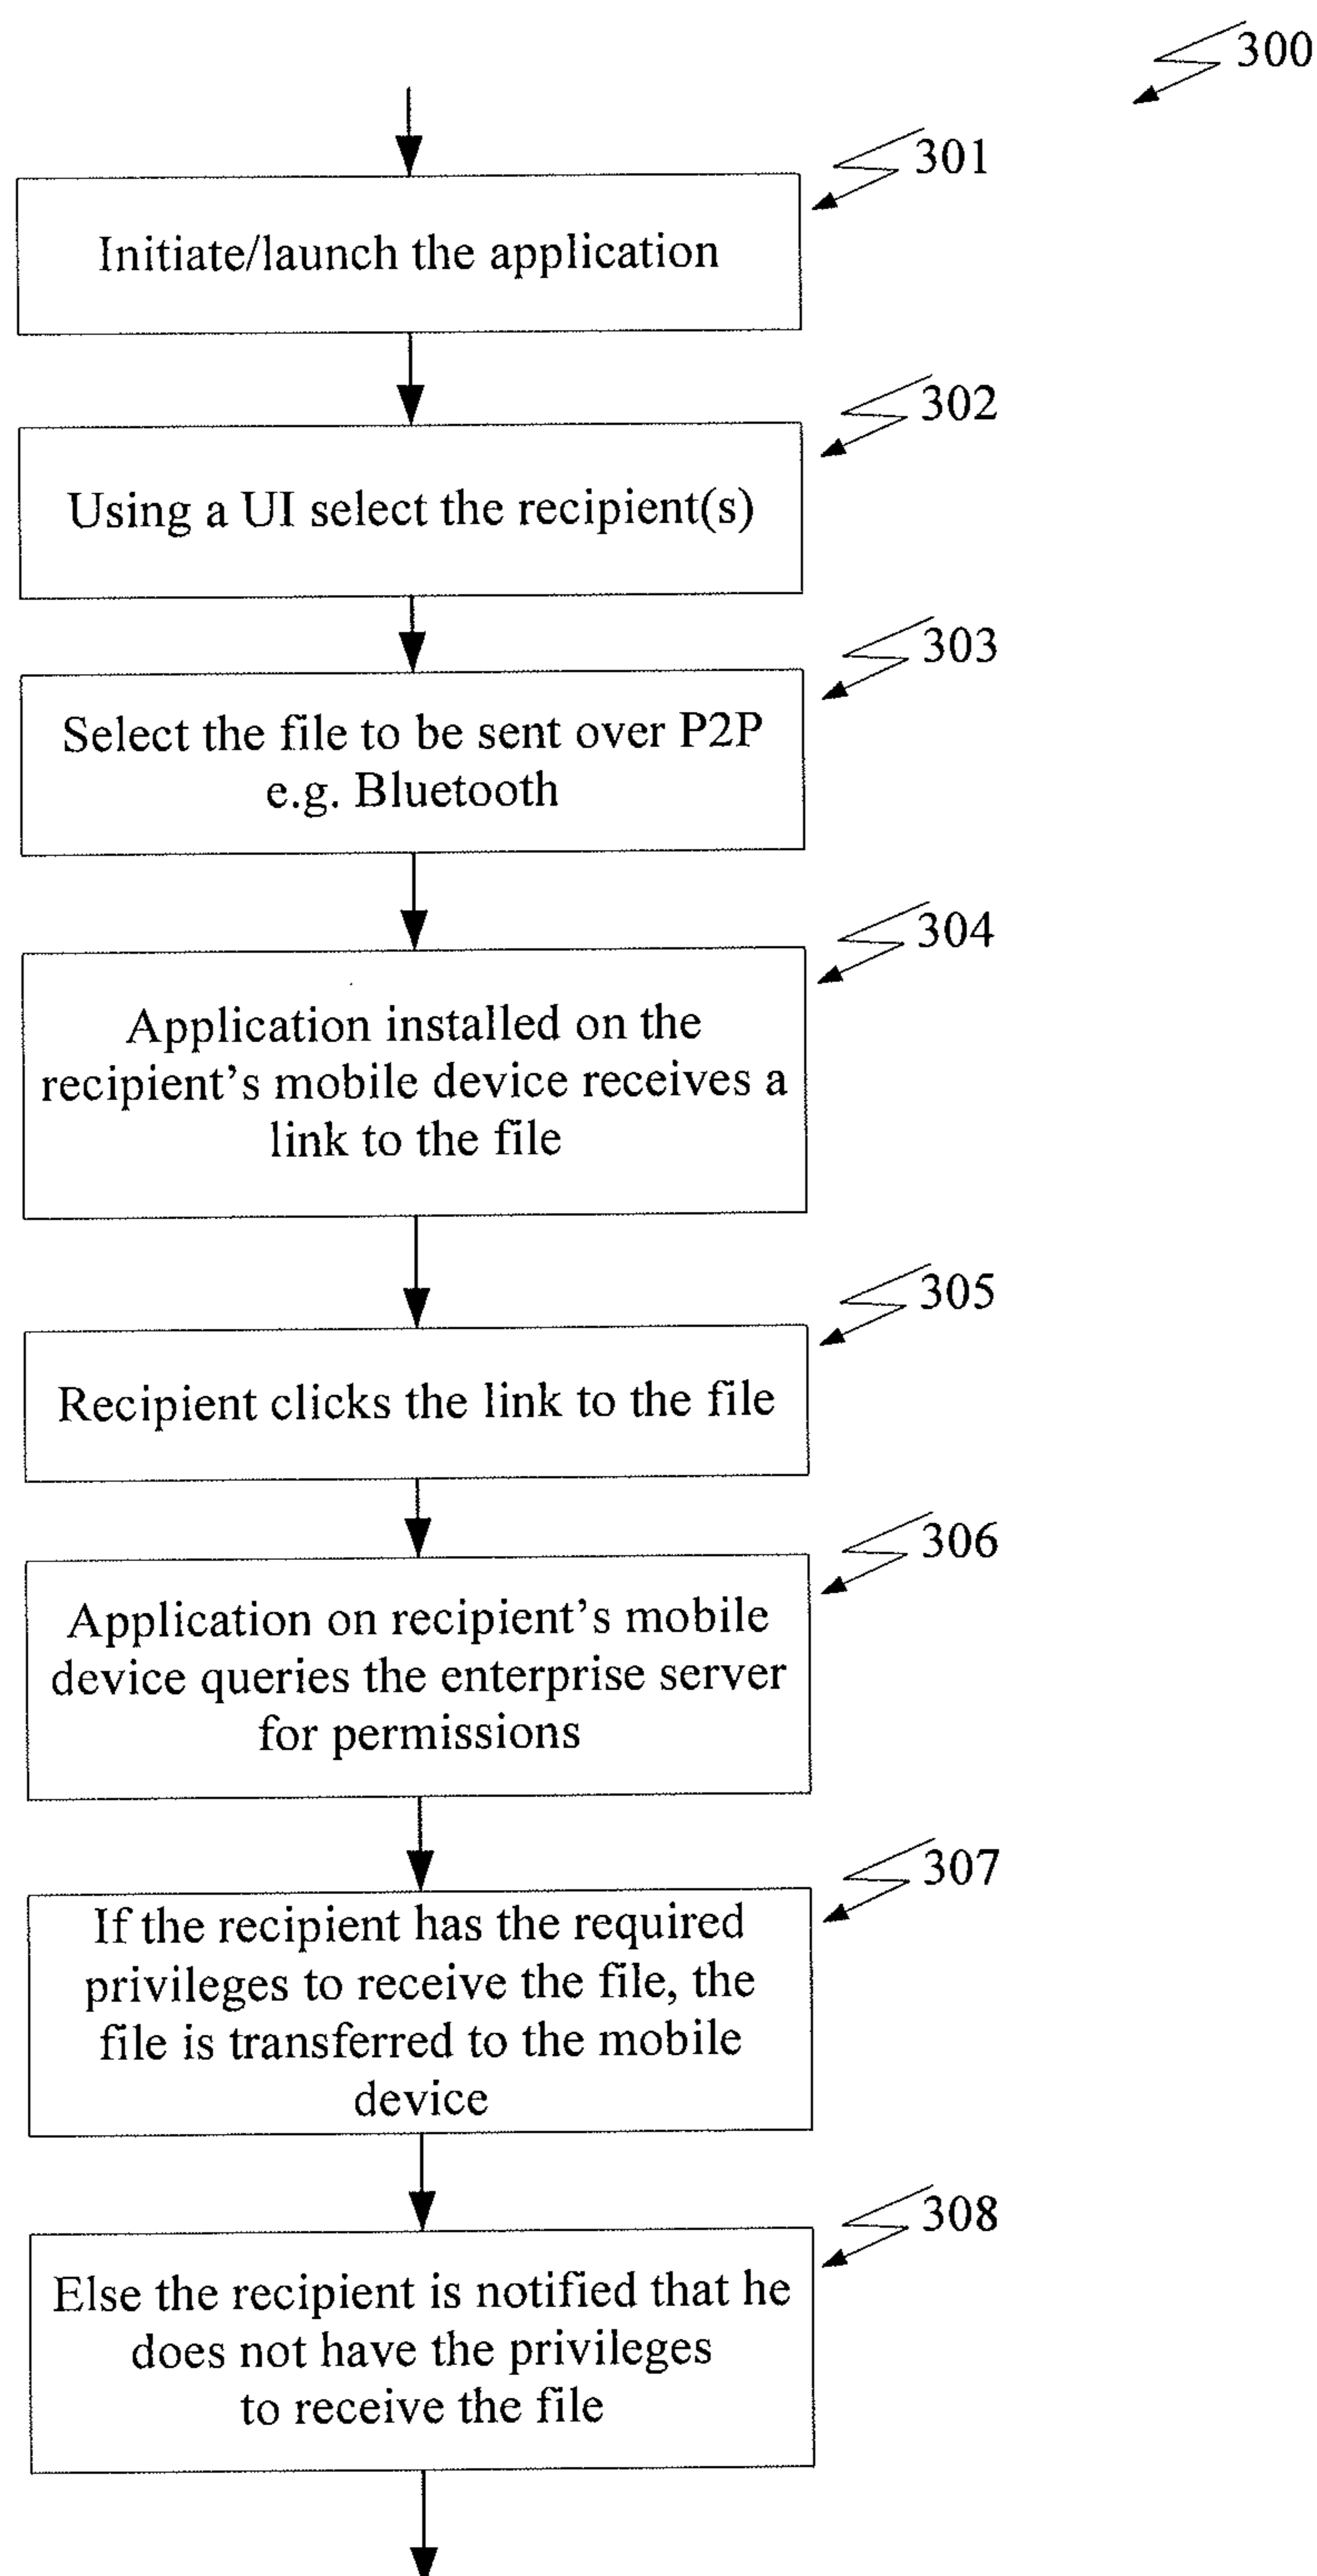 300
301
Initiate/launch the application
302
Using a UI select the recipient(s)
303
Select the file to be sent over P2P
e.g. Bluetooth
304
Application installed on the
recipient's mobile device receives a
link to the file
305
Recipient clicks the link to the file
306
Application on recipient's mobile
device queries the enterprise server
for permissions
307
If the recipient has the required
privileges to receive the file, the
file is transferred to the mobile
device
308
Else the recipient is notified that he
does not have the privileges
to receive the file